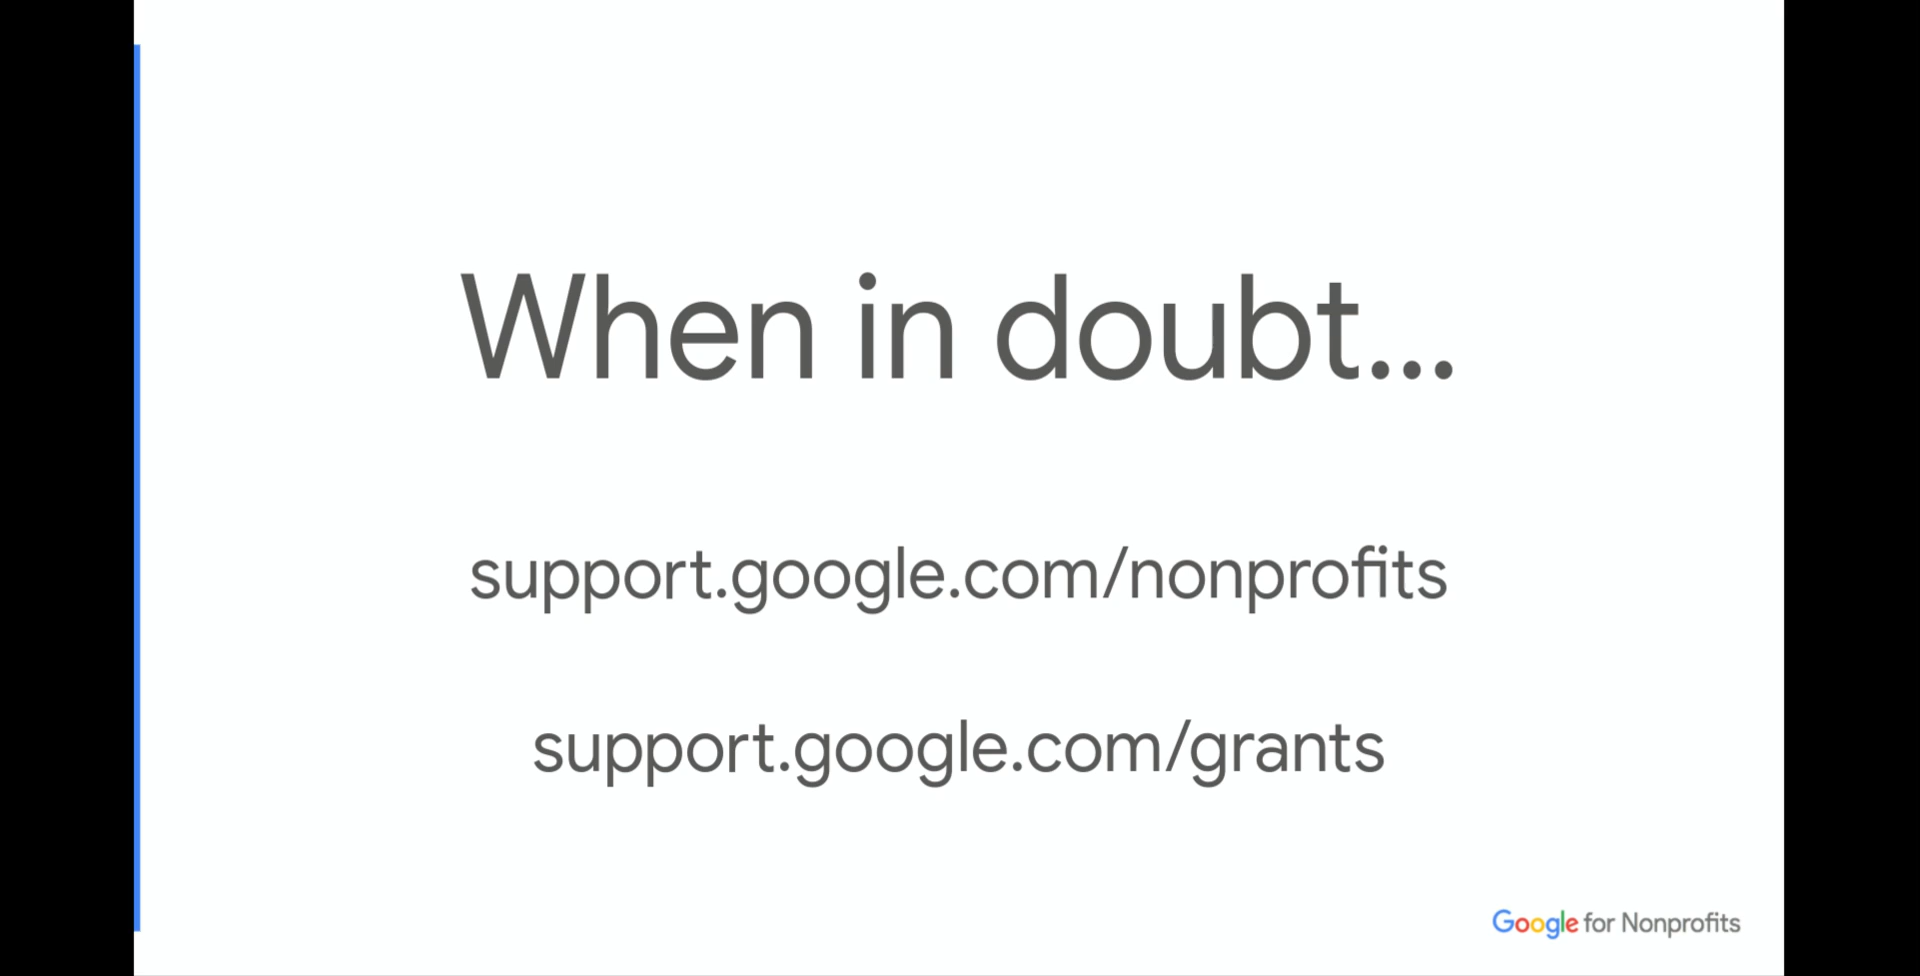 When in doubt...
support.google.com/nonprofits
support.google.com/grants
Google for Nonprofits